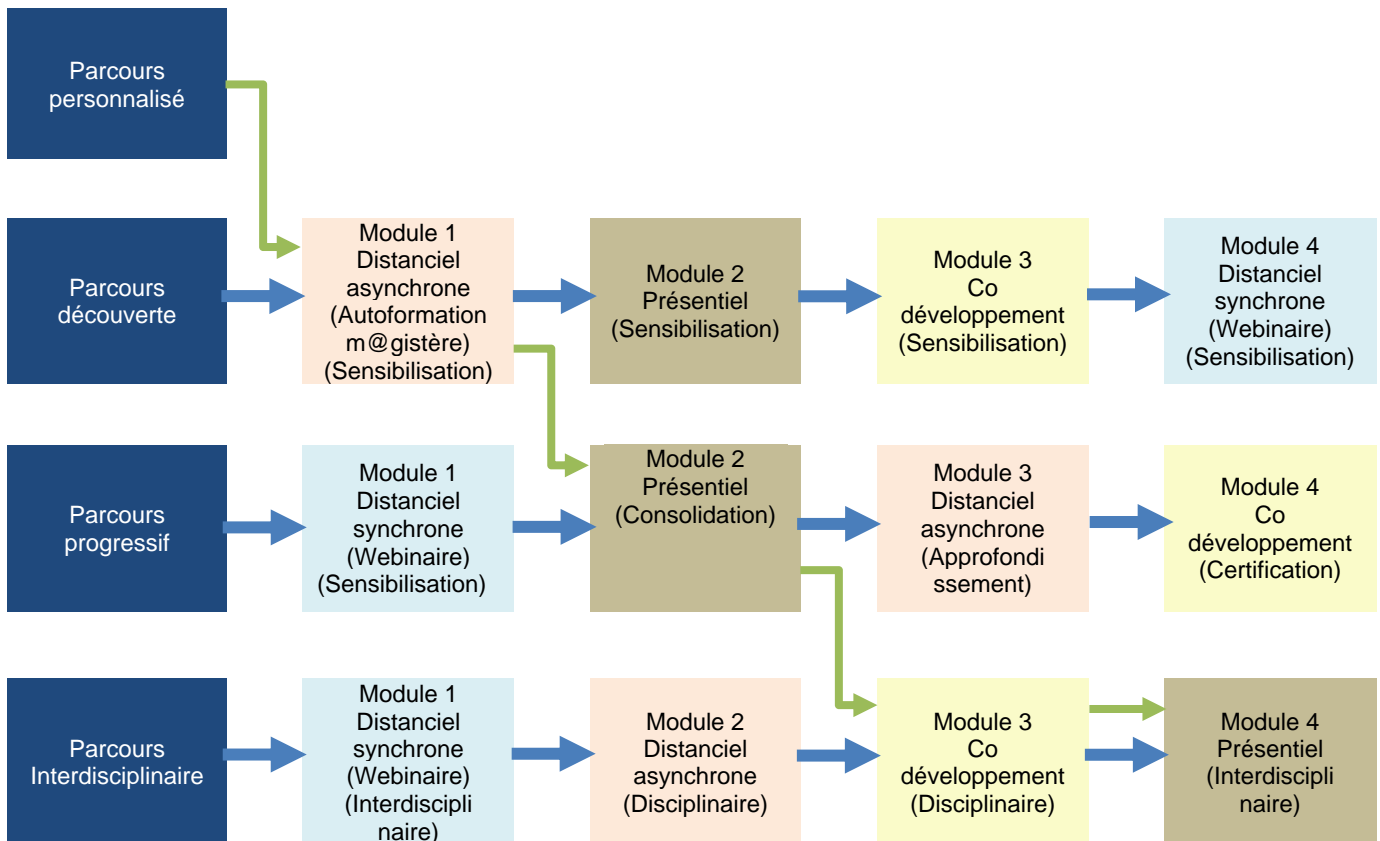 Parcours
personnalisé
Parcours
découverte
Module 1
Distanciel
asynchrone
(Autoformation
m@gistère)
(Sensibilisation)
Module 2
Présentiel
(Sensibilisation)
Module 3
Co
développement
(Sensibilisation)
Module 4
Distanciel
synchrone
(Webinaire)
(Sensibilisation)
Parcours
progressif
Module 1
Distanciel
synchrone
(Webinaire)
(Sensibilisation)
Module 2
Présentiel
(Consolidation)
Module 3
Distanciel
asynchrone
(Approfondi
ssement)
Module 4
Co
développement
(Certification)
Parcours
Interdisciplinaire
Module 1
Distanciel
synchrone
(Webinaire)
(Interdiscipli
naire)
Module 2
Distanciel
asynchrone
(Disciplinaire)
Module 3
Co
développement
(Disciplinaire)
Module 4
Présentiel
(Interdiscipli
naire)